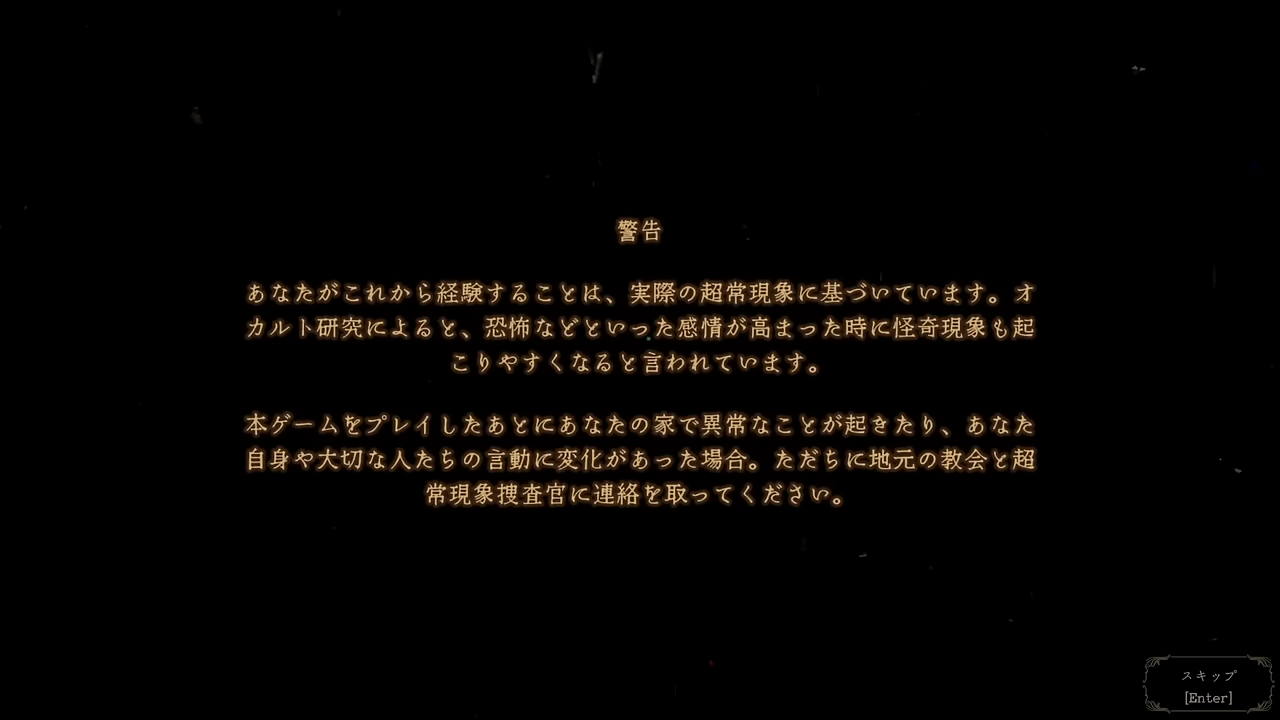 警告
あなたがこれから経験することは、実際の超常現象に基づいています。オ
カルト研究によると、恐怖などといった感情が高まった時に怪奇現象も起
こりやすくなると言われています。
本ゲームをプレイしたあとにあなたの家で異常なことが起きたり、あなた
自身や大切な人たちの言動に変化があった場合。ただちに地元の教会と超
常現象捜査官に連絡を取ってください。
スキップ
[Enter]